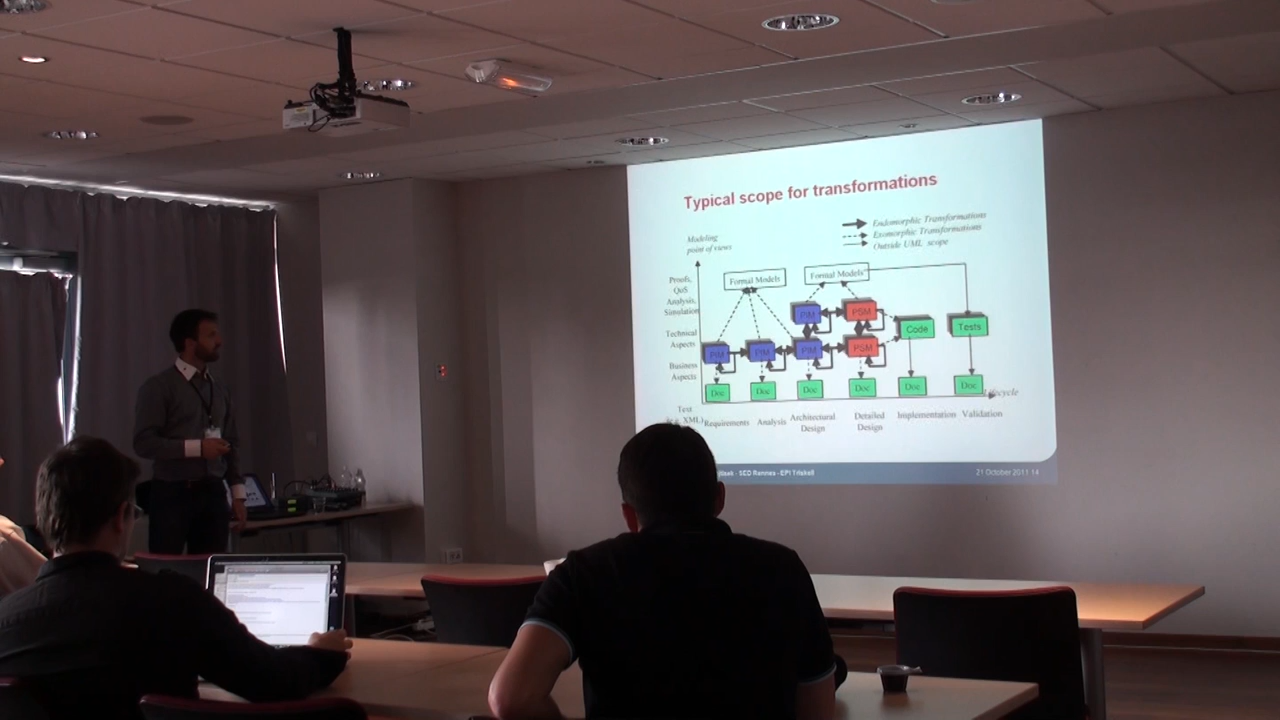 Typical scope for transformations
Endomorphic Transformations
Exomorphic Transformations
Outside UML scope
Modeling
point of views
Proofs,
QoS
Analysis,
Simulation
Technical
Aspects
Business
Aspects
Text
XML)
Formal Models
Formal Models
PIM
PSM
Code
Tests
PIM
PIM
PIM
PSM
Doc
Doc
Doc
Doc
Doc
Doc
Lifecycle
Requirements
Analysis
Architectural
Design
Detailed
Design
Implementation
Validation
- SED Rennes - EPI Triskell
21 October 2011 14